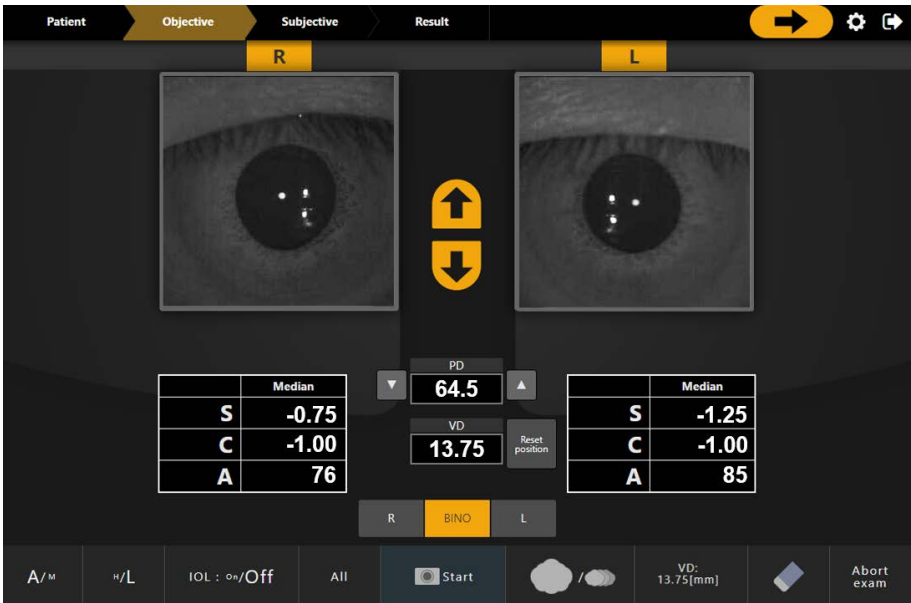 Patient Objective Subjective Result
R L
PD
▼ 64.5 ▲
VD
13.75 Reset
position
Median
S -0.75
C -1.00
A 76
Median
S -1.25
C -1.00
A 85
R BINO L
A/M H/L IOL : On/Off All Start / VD:
13.75[mm] Abort
exam